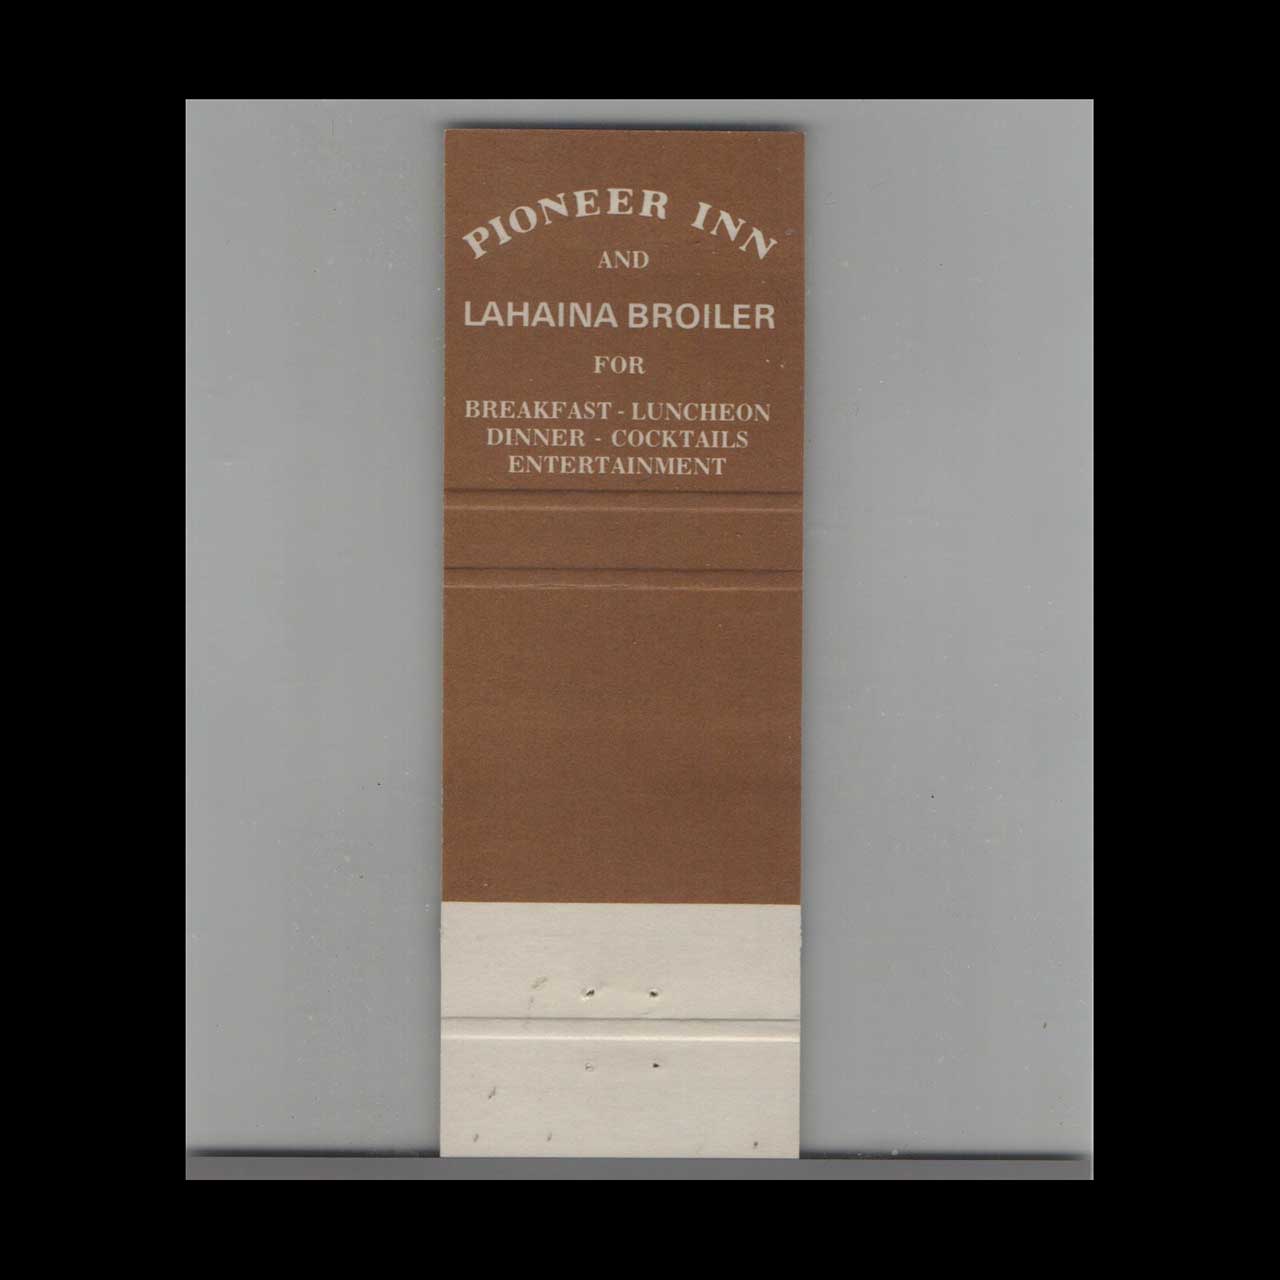 PIONEER INN
AND
LAHAINA BROILER
FOR
BREAKFAST - LUNCHEON
DINNER - COCKTAILS
ENTERTAINMENT